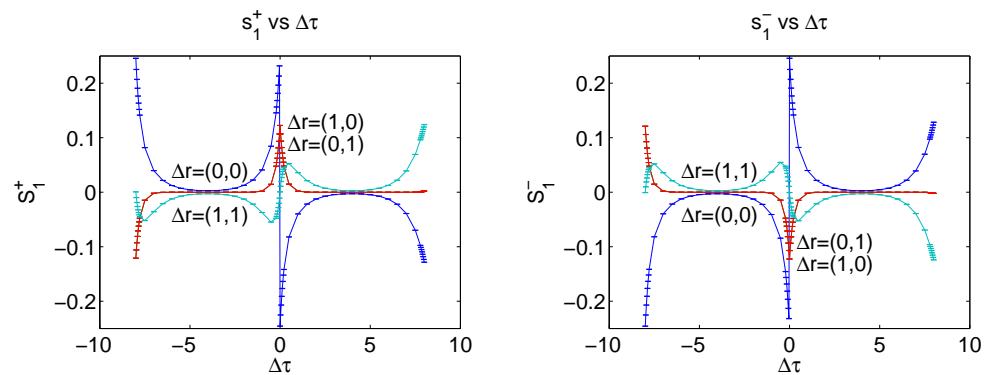 s₁⁺ vs Δτ
0.2
0.1
0
−0.1
−0.2
S₁⁺
Δr=(1,0)
Δr=(0,1)
Δr=(0,0)
Δr=(1,1)
−10 −5 0 5 10
Δτ
s₁⁻ vs Δτ
0.2
0.1
0
−0.1
−0.2
S₁⁻
Δr=(1,1)
Δr=(0,0)
Δr=(0,1)
Δr=(1,0)
−10 −5 0 5 10
Δτ